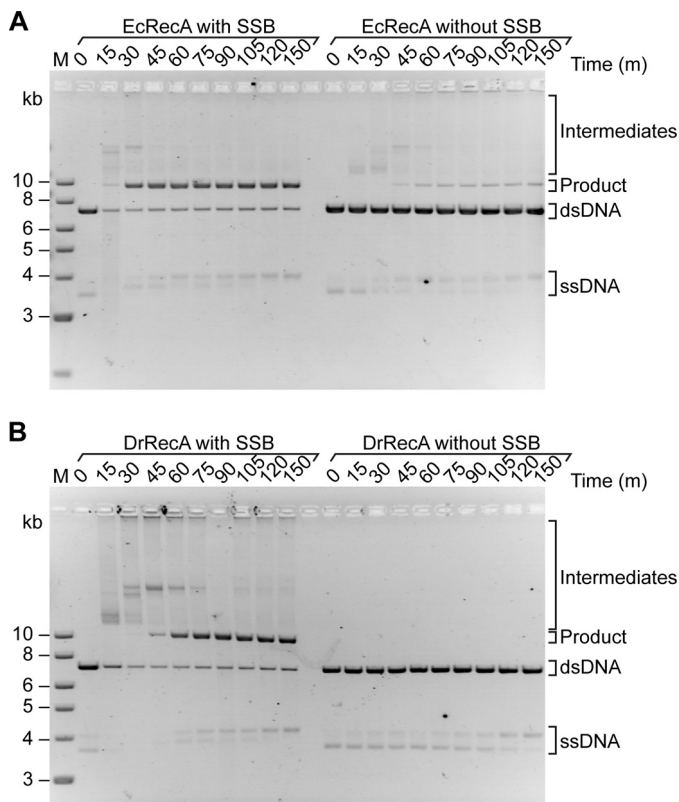 A
EcRecA with SSB EcRecA without SSB
M 0 15 30 45 60 75 90 105 120 150 0 15 30 45 60 75 90 105 120 150 Time (m)
kb
Intermediates
10 Product
8 dsDNA
6
5
4 ssDNA
3
B
DrRecA with SSB DrRecA without SSB
M 0 15 30 45 60 75 90 105 120 150 0 15 30 45 60 75 90 105 120 150 Time (m)
kb
Intermediates
10 Product
8 dsDNA
6
5
4 ssDNA
3